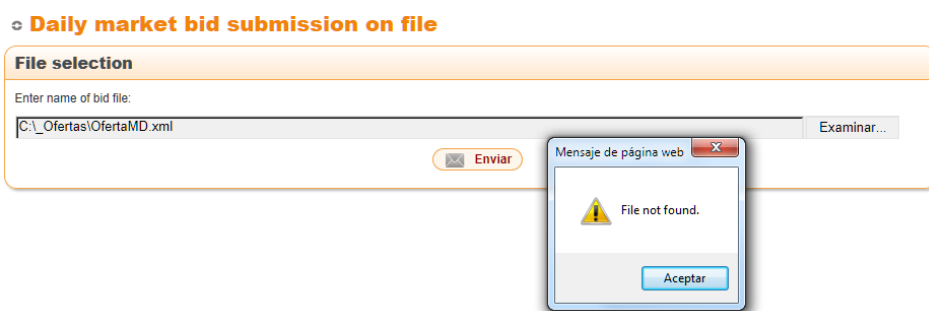 Daily market bid submission on file
File selection
Enter name of bid file:
C:\_Ofertas\OfertaMD.xml
Examinar...
Enviar
Mensaje de página web
File not found.
Aceptar